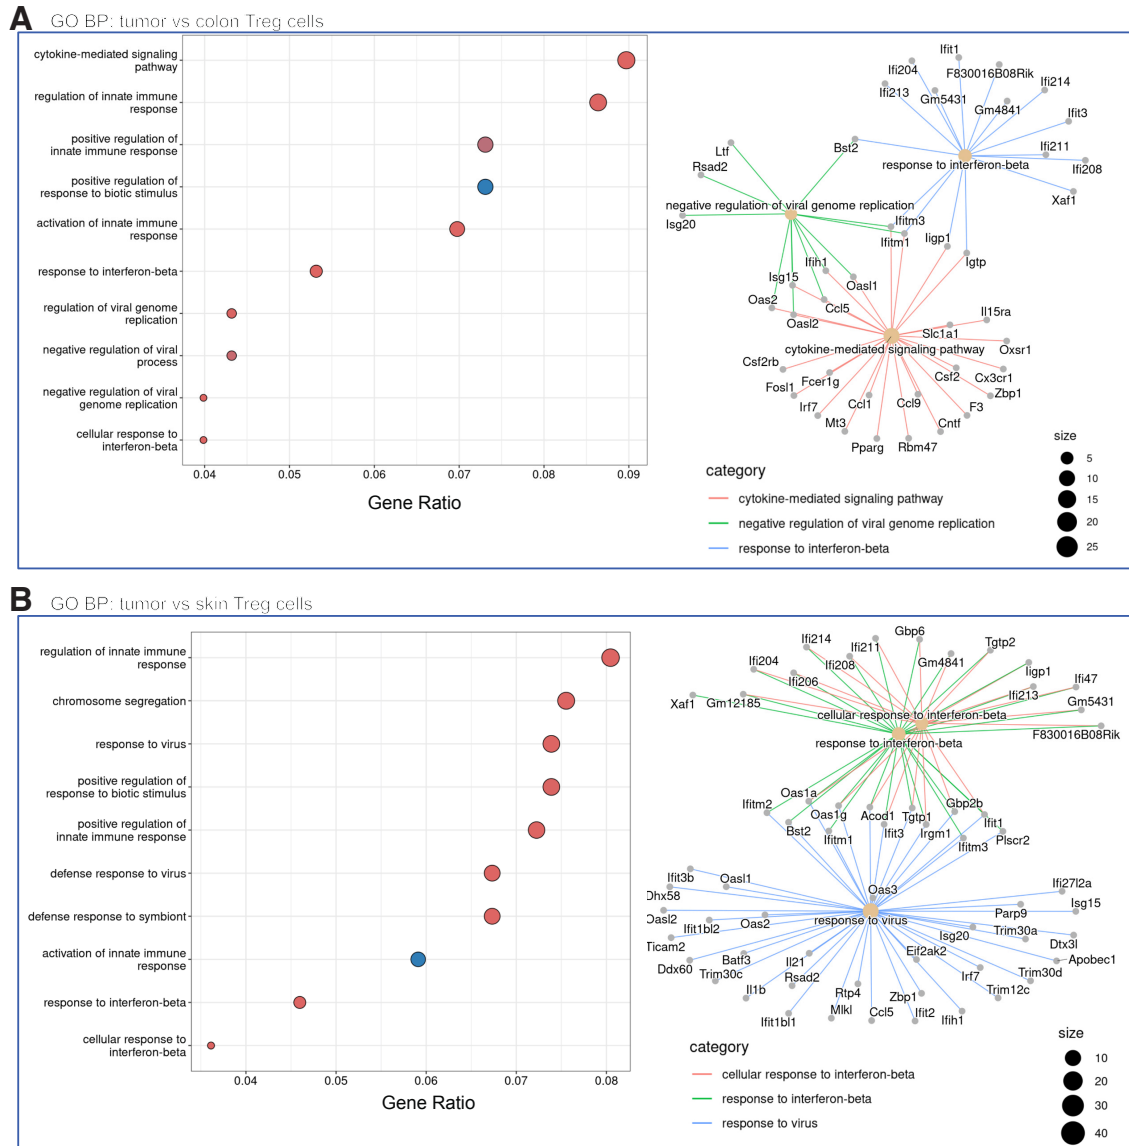 A
GO BP: tumor vs colon Treg cells
cytokine-mediated signaling
pathway
regulation of innate immune
response
positive regulation of
innate immune response
positive regulation of
response to biotic stimulus
activation of innate immune
response
response to interferon-beta
regulation of viral genome
replication
negative regulation of viral
process
negative regulation of viral
genome replication
cellular response to
interferon-beta
0.04 0.05 0.06 0.07 0.08 0.09
Gene Ratio
Ifit1
Ifi204
F830016B08Rik
Ifi213
Gm5431
Ifi214
Gm4841
Ifit3
Ltf
Bst2
Ifi211
response to interferon-beta
Ifi208
Rsad2
Xaf1
negative regulation of viral genome replication
Isg20
Ifitm3
Ifitm1
Iigp1
Ifih1
Igtp
Isg15
Oasl1
Oas2
Ccl5
Oasl2
Il15ra
Slc1a1
cytokine-mediated signaling pathway
Oxsr1
Csf2rb
Fcer1g
Csf2
Cx3cr1
Fosl1
Zbp1
Irf7
Ccl1
Ccl9
F3
Mt3
Cntf
Pparg
Rbm47
category
cytokine-mediated signaling pathway
negative regulation of viral genome replication
response to interferon-beta
size
5
10
15
20
25
B
GO BP: tumor vs skin Treg cells
regulation of innate immune
response
chromosome segregation
response to virus
positive regulation of
response to biotic stimulus
positive regulation of
innate immune response
defense response to virus
defense response to symbiont
activation of innate immune
response
response to interferon-beta
cellular response to
interferon-beta
0.04 0.05 0.06 0.07 0.08
Gene Ratio
Gbp6
Ifi214
Ifi211
Tgtp2
Ifi204
Ifi208
Gm4841
Iigp1
Ifi206
Ifi47
Xaf1
Gm12185
Ifi213
Gm5431
cellular response to interferon-beta
F830016B08Rik
response to interferon-beta
Oas1a
Ifitm2
Oas1g
Acod1
Tgtp1
Gbp2b
Bst2
Ifitm1
Ifit3
Irgm1
Ifit1
Ifitm3
Plscr2
Ifit3b
Oasl1
Oas3
Ifi27l2a
Dhx58
Isg15
Oasl2
Ifit1bl2
Oas2
response to virus
Parp9
Ticam2
Isg20
Trim30a
Dtx3l
Ddx60
Batf3
Il21
Eif2ak2
Apobec1
Trim30c
Rsad2
Irf7
Trim30d
Il1b
Rtp4
Zbp1
Trim12c
Ifit1bl1
Mlkl
Ccl5
Ifit2
Ifih1
category
cellular response to interferon-beta
response to interferon-beta
response to virus
size
10
20
30
40